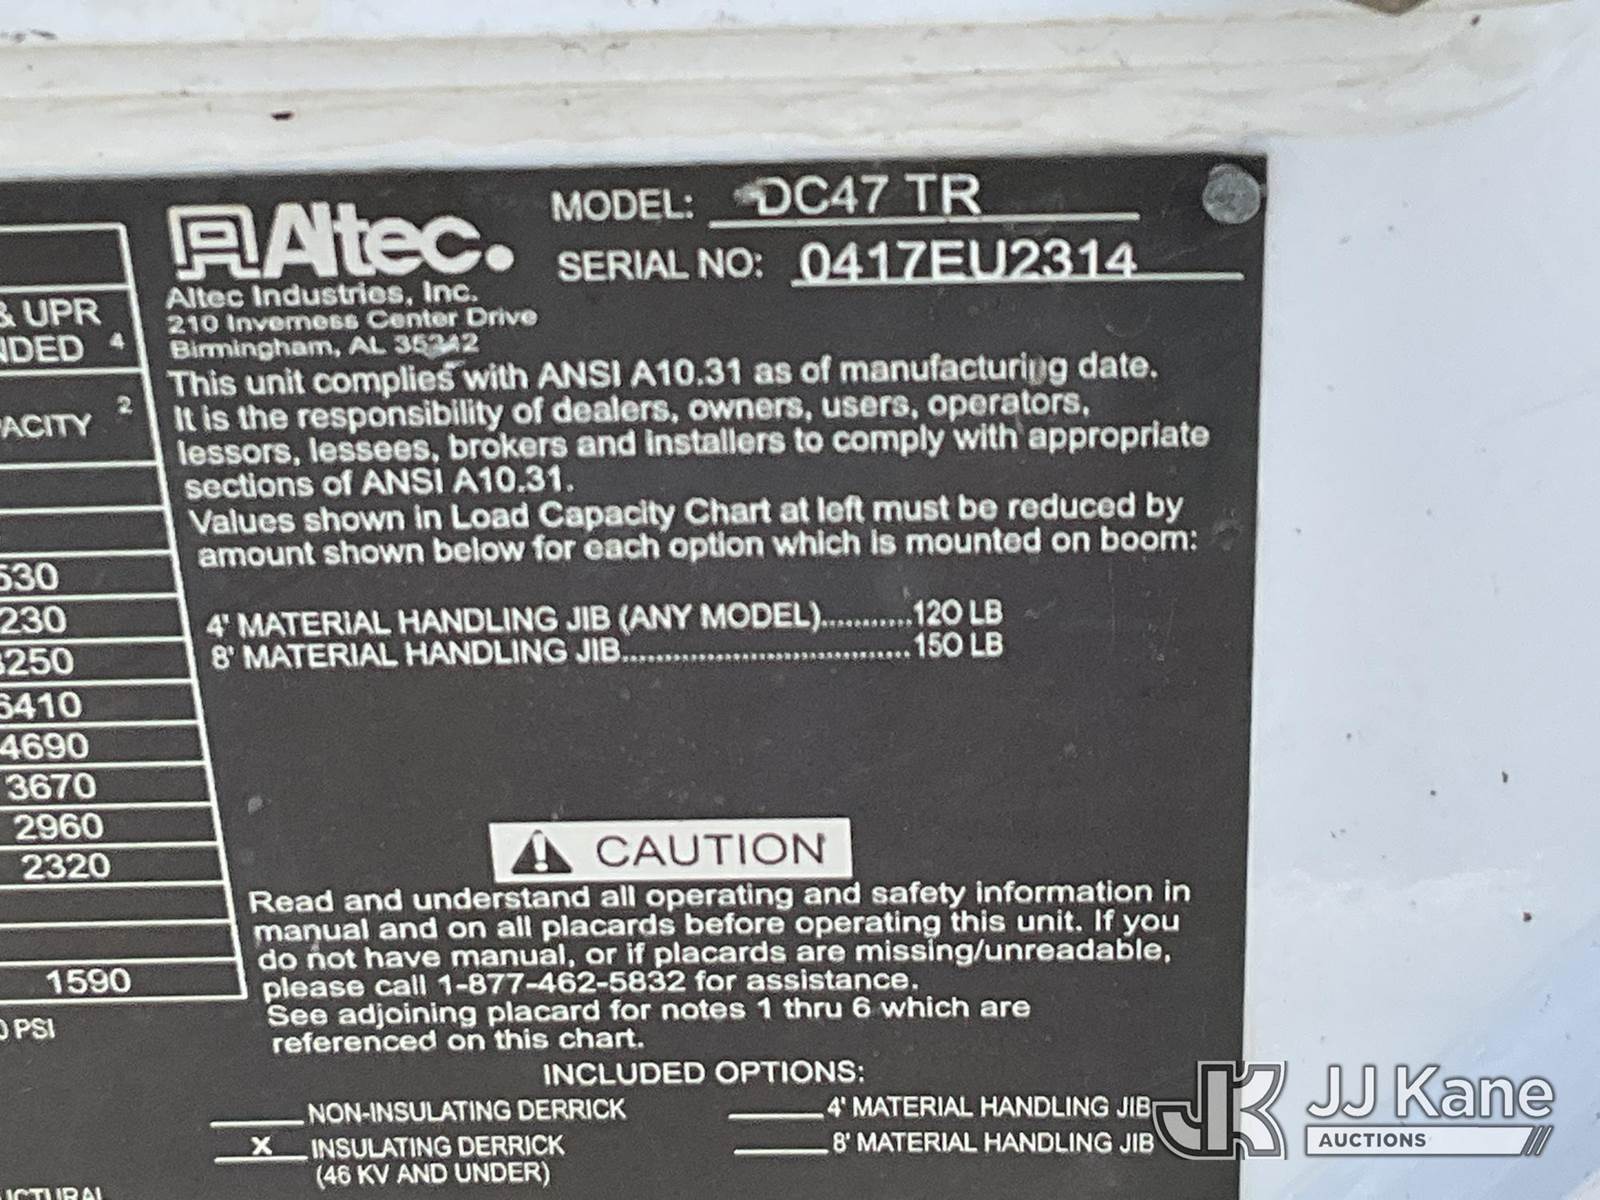 Altec.
MODEL: DC47 TR
SERIAL NO: 0417EU2314
Altec Industries, Inc.
210 Inverness Center Drive
Birmingham, AL 35242
This unit complies with ANSI A10.31 as of manufacturing date.
It is the responsibility of dealers, owners, users, operators,
lessors, lessees, brokers and installers to comply with appropriate
sections of ANSI A10.31.
Values shown in Load Capacity Chart at left must be reduced by
amount shown below for each option which is mounted on boom:
4' MATERIAL HANDLING JIB (ANY MODEL)...........120 LB
8' MATERIAL HANDLING JIB..................................150 LB
CAUTION
Read and understand all operating and safety information in
manual and on all placards before operating this unit. If you
do not have manual, or if placards are missing/unreadable,
please call 1-877-462-5832 for assistance.
See adjoining placard for notes 1 thru 6 which are
referenced on this chart.
INCLUDED OPTIONS:
NON-INSULATING DERRICK
X INSULATING DERRICK
(46 KV AND UNDER)
4' MATERIAL HANDLING JIB
8' MATERIAL HANDLING JIB
& UPR
4
2
6410
4690
3670
2960
2320
1590
PSI
JK JJ Kane
AUCTIONS